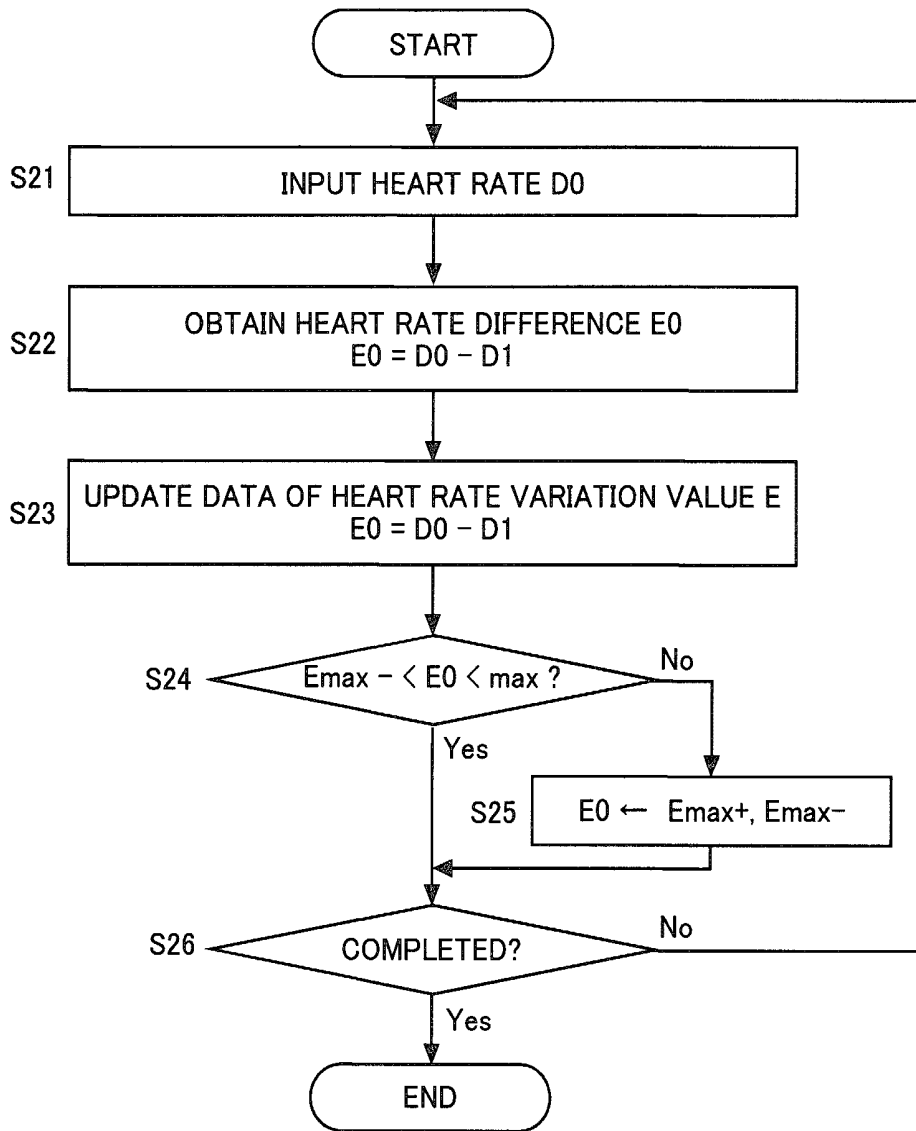 START
S21
INPUT HEART RATE D0
S22
OBTAIN HEART RATE DIFFERENCE E0
E0 = D0 − D1
S23
UPDATE DATA OF HEART RATE VARIATION VALUE E
E0 = D0 − D1
S24
Emax − < E0 < max ?
No
Yes
S25
E0 ← Emax+, Emax−
S26
COMPLETED?
No
Yes
END